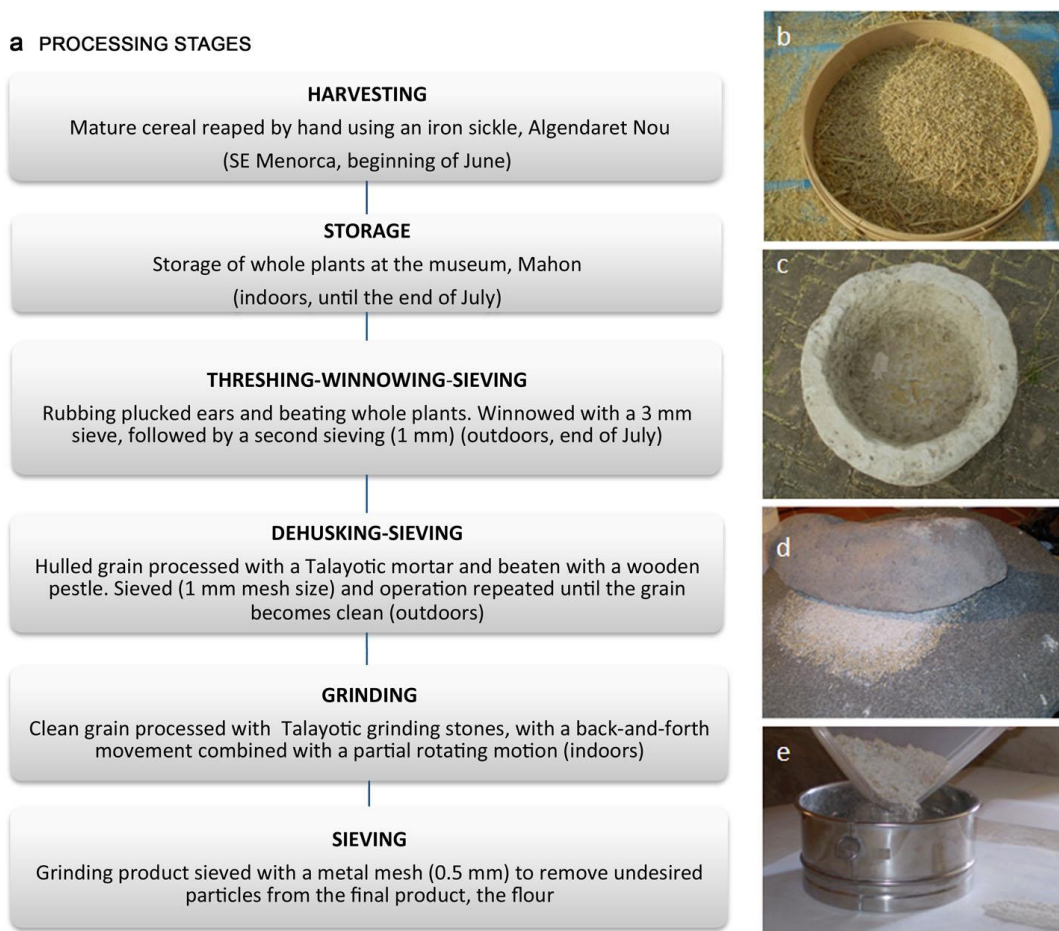 a PROCESSING STAGES
HARVESTING
Mature cereal reaped by hand using an iron sickle, Algendaret Nou
(SE Menorca, beginning of June)
STORAGE
Storage of whole plants at the museum, Mahon
(indoors, until the end of July)
THRESHING-WINNOWING-SIEVING
Rubbing plucked ears and beating whole plants. Winnowed with a 3 mm
sieve, followed by a second sieving (1 mm) (outdoors, end of July)
DEHUSKING-SIEVING
Hulled grain processed with a Talayotic mortar and beaten with a wooden
pestle. Sieved (1 mm mesh size) and operation repeated until the grain
becomes clean (outdoors)
GRINDING
Clean grain processed with Talayotic grinding stones, with a back-and-forth
movement combined with a partial rotating motion (indoors)
SIEVING
Grinding product sieved with a metal mesh (0.5 mm) to remove undesired
particles from the final product, the flour
b
c
d
e